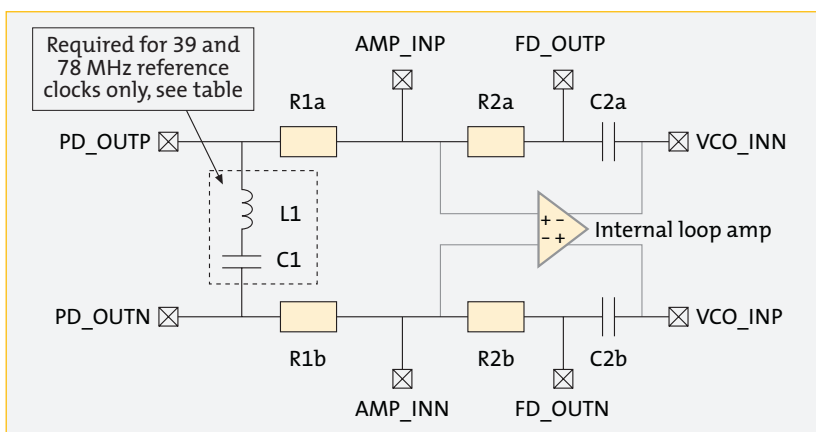 Required for 39 and
78 MHz reference
clocks only, see table
AMP_INP
FD_OUTP
R1a
R2a
C2a
PD_OUTP
VCO_INN
L1
+ -
- +
Internal loop amp
C1
PD_OUTN
VCO_INP
R1b
R2b
C2b
AMP_INN
FD_OUTN